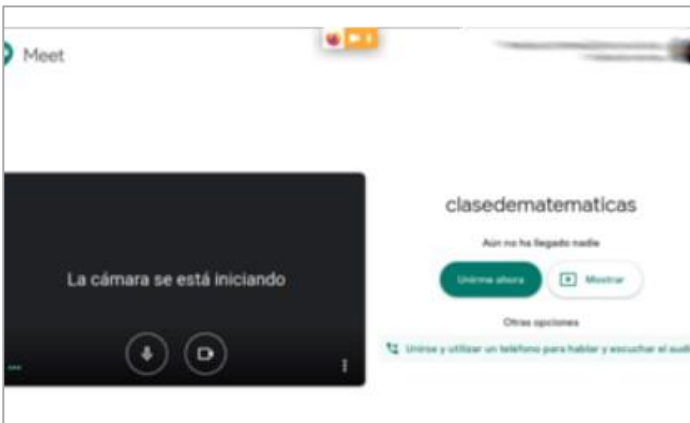 Meet
La cámara se está iniciando
clasedematematicas
Aún no ha llegado nadie
Unirme ahora
Mostrar
Otras opciones
Unirse y utilizar un teléfono para hablar y escuchar el audi